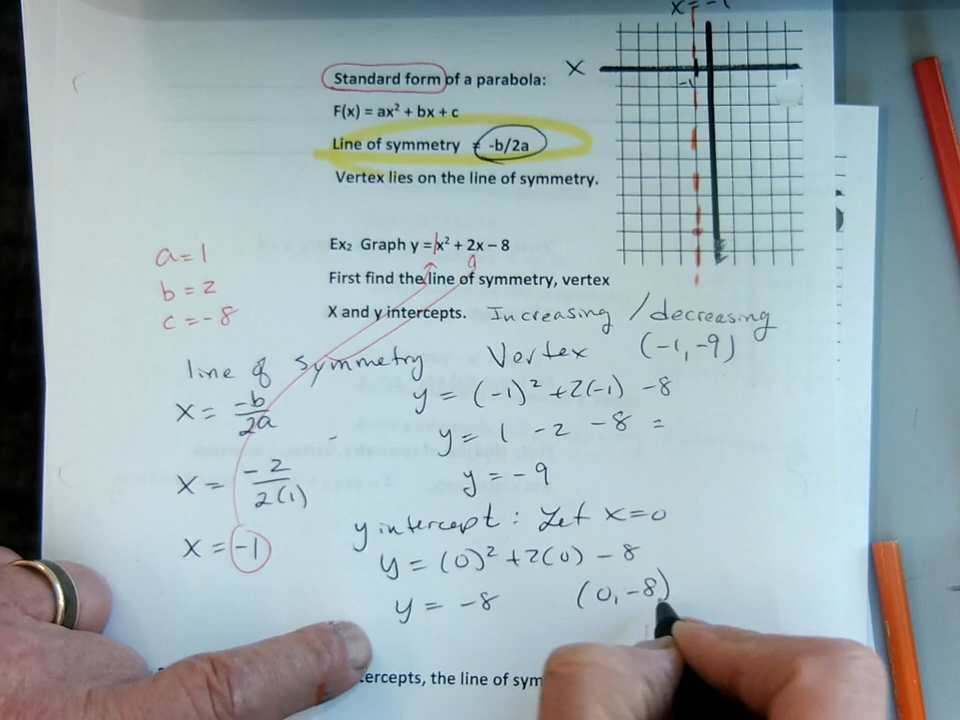 x = -1
Standard form of a parabola:
X
-1
F(x) = ax² + bx + c
Line of symmetry = -b/2a
Vertex lies on the line of symmetry.
Ex2 Graph y = 1x² + 2x – 8
a = 1
First find the line of symmetry, vertex
b = 2
X and y intercepts. Increasing / decreasing
c = -8
line of symmetry
Vertex (-1, -9)
x = -b/2a
y = (-1)² + 2(-1) - 8
y = 1 - 2 - 8 =
x = -2/2(1)
y = -9
y intercept : Let x=0
x = -1
y = (0)² + 2(0) - 8
y = -8 (0, -8)
tercepts, the line of sym